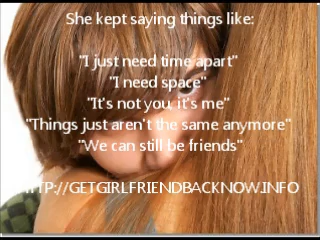 She kept saying things like:
"I just need time apart"
"I need space"
"It's not you, it's me"
"Things just aren't the same anymore"
"We can still be friends"
HTTP://GETGIRLFRIENDBACKNOW.INFO